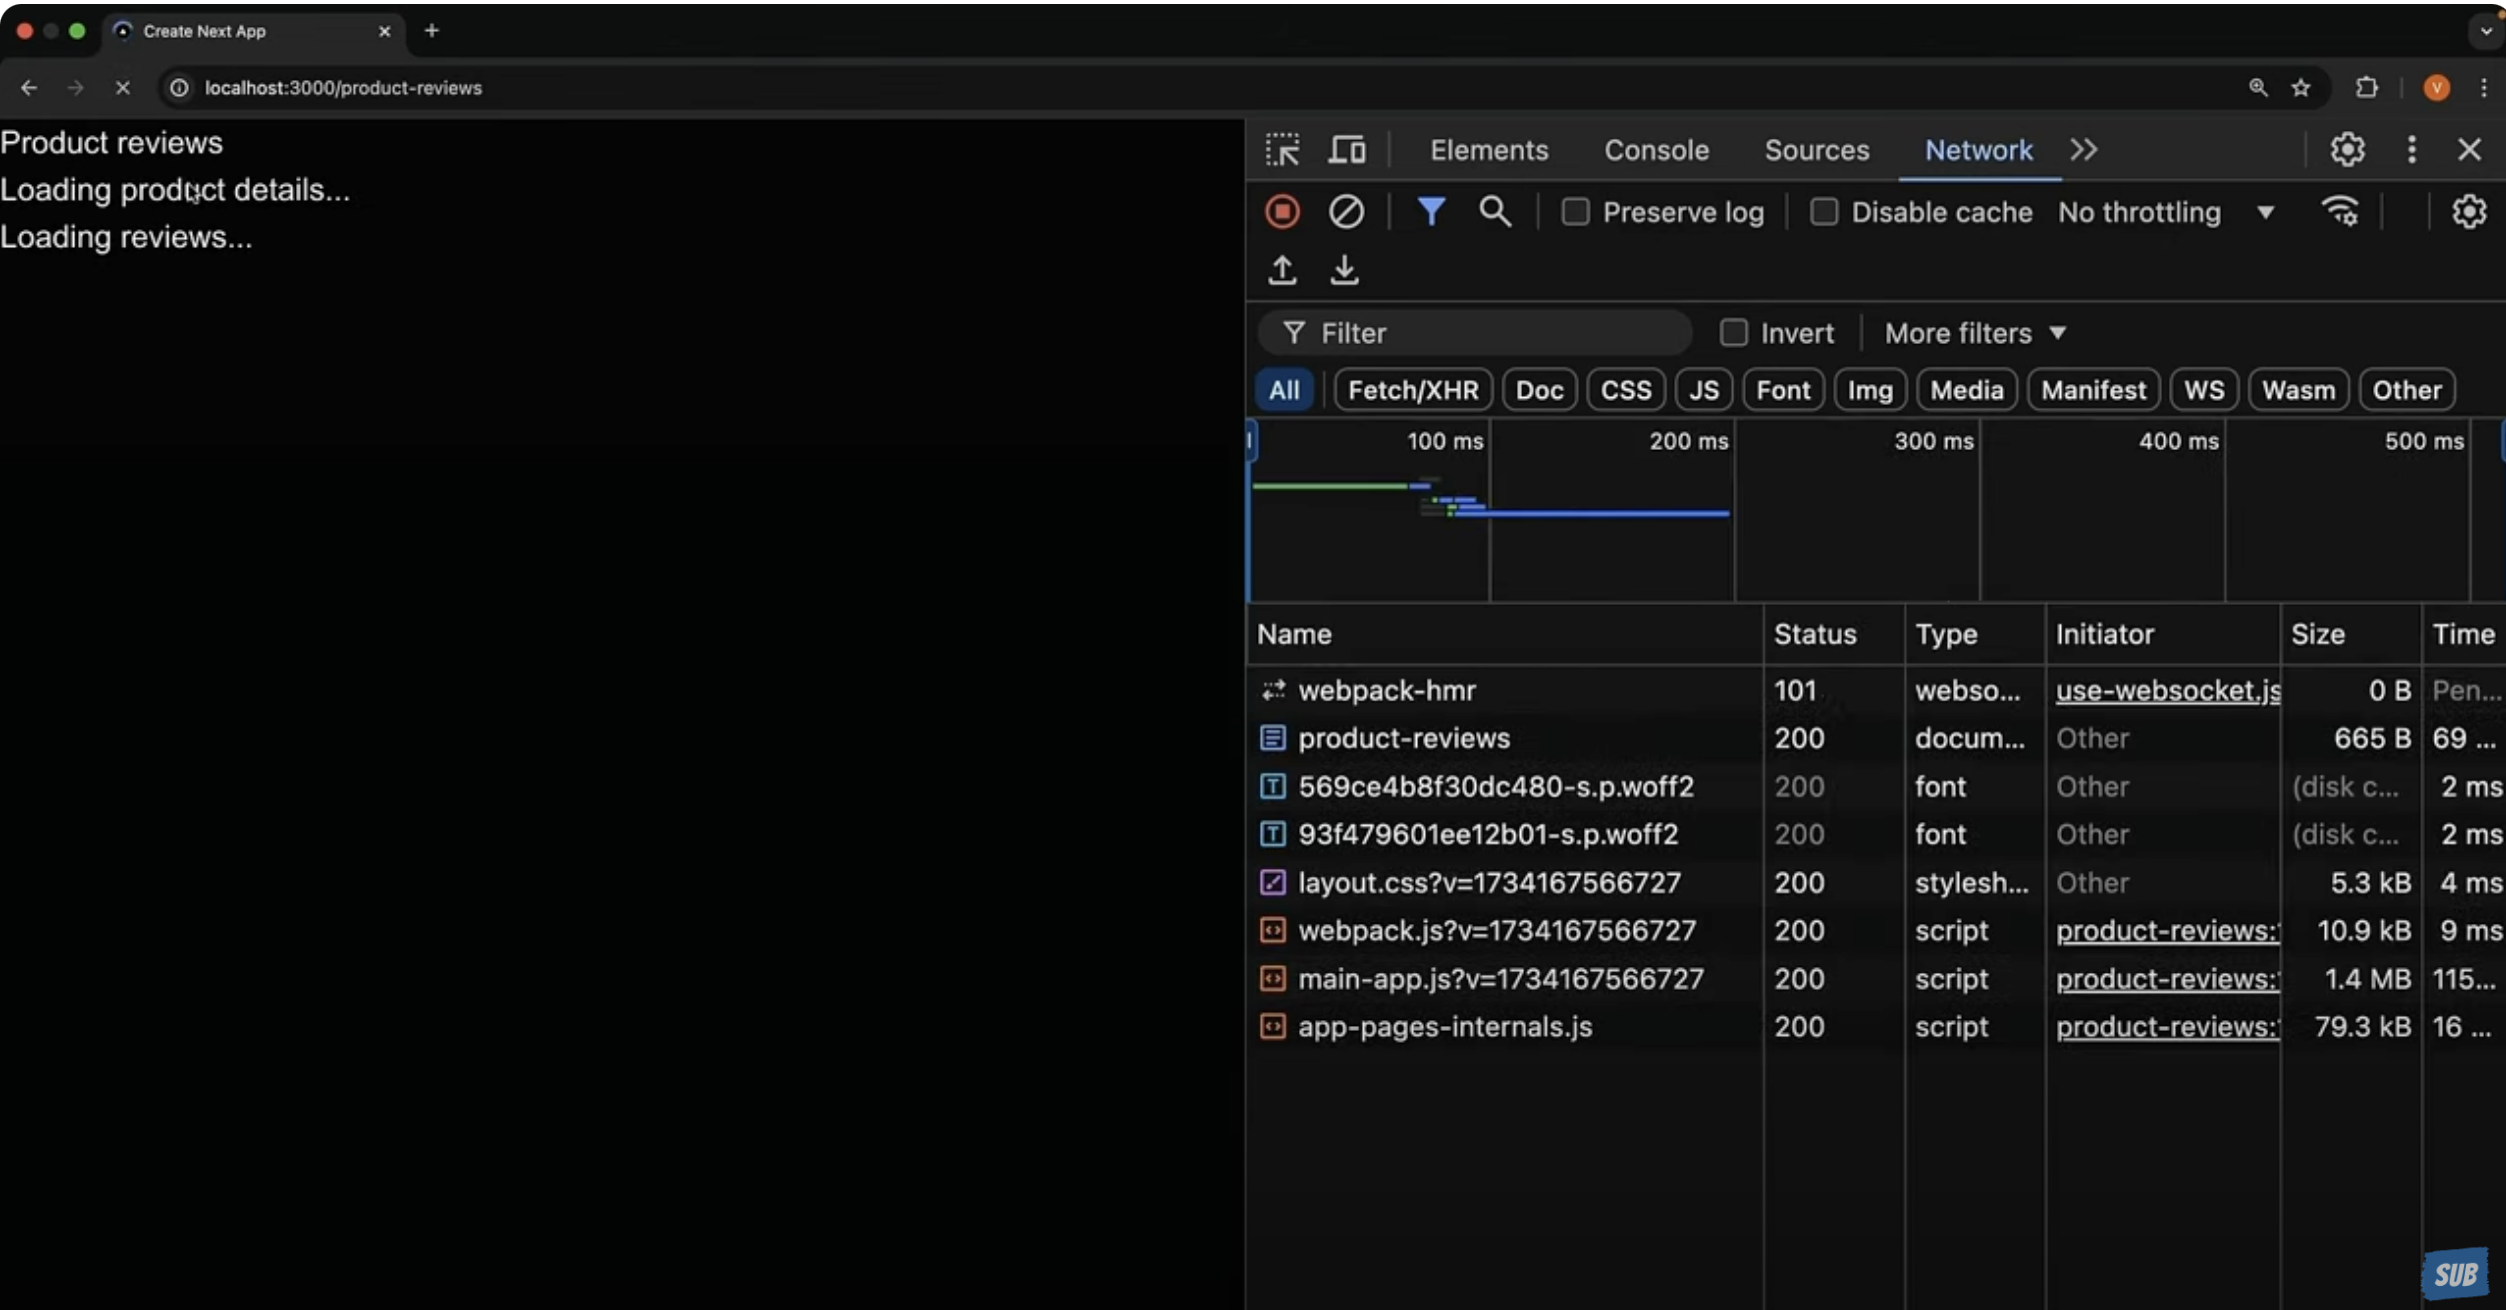 Create Next App
localhost:3000/product-reviews
V
Product reviews
Loading product details...
Loading reviews...
Elements Console Sources Network
Preserve log Disable cache No throttling
Filter Invert More filters
All Fetch/XHR Doc CSS JS Font Img Media Manifest WS Wasm Other
100 ms 200 ms 300 ms 400 ms 500 ms
Name Status Type Initiator Size Time
webpack-hmr 101 webso... use-websocket.js 0 B Pen...
product-reviews 200 docum... Other 665 B 69 ...
569ce4b8f30dc480-s.p.woff2 200 font Other (disk c... 2 ms
93f479601ee12b01-s.p.woff2 200 font Other (disk c... 2 ms
layout.css?v=1734167566727 200 stylesh... Other 5.3 kB 4 ms
webpack.js?v=1734167566727 200 script product-reviews: 10.9 kB 9 ms
main-app.js?v=1734167566727 200 script product-reviews: 1.4 MB 115...
app-pages-internals.js 200 script product-reviews: 79.3 kB 16 ...
SUB